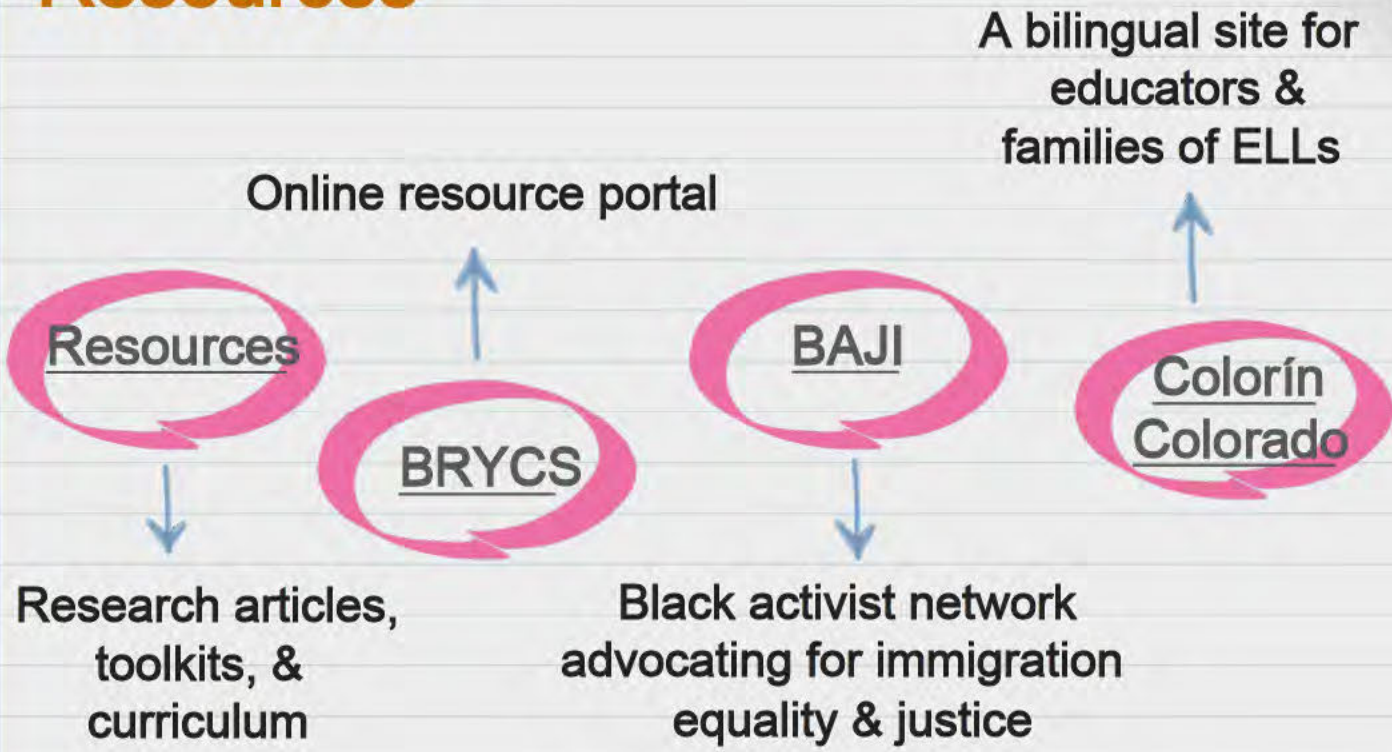 Resources
A bilingual site for
educators &
families of ELLs
Online resource portal
Resources
BRYCS
BAJI
Colorín
Colorado
Research articles,
toolkits, &
curriculum
Black activist network
advocating for immigration
equality & justice